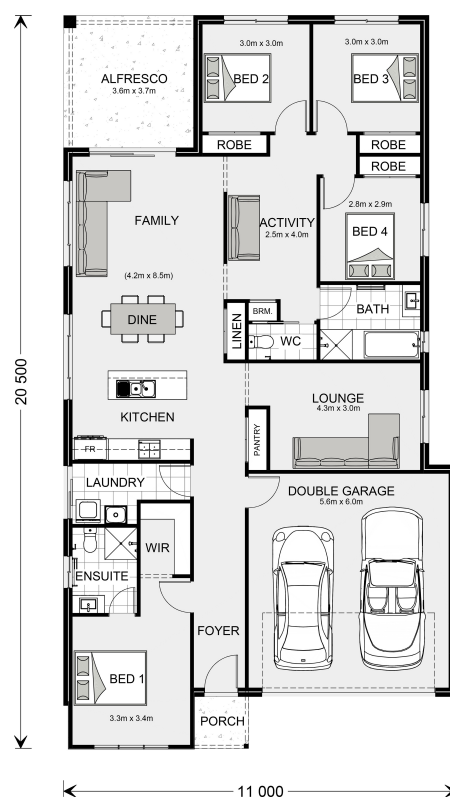 3.0m x 3.0m
3.0m x 3.0m
ALFRESCO
3.6m x 3.7m
BED 2
BED 3
ROBE
ROBE
ROBE
FAMILY
ACTIVITY
2.5m x 4.0m
2.8m x 2.9m
BED 4
(4.2m x 8.5m)
DINE
LINEN
BRM.
BATH
WC
20 500
LOUNGE
4.3m x 3.0m
KITCHEN
PANTRY
FR
LAUNDRY
DOUBLE GARAGE
5.6m x 6.0m
WIR
ENSUITE
FOYER
BED 1
3.3m x 3.4m
PORCH
11 000